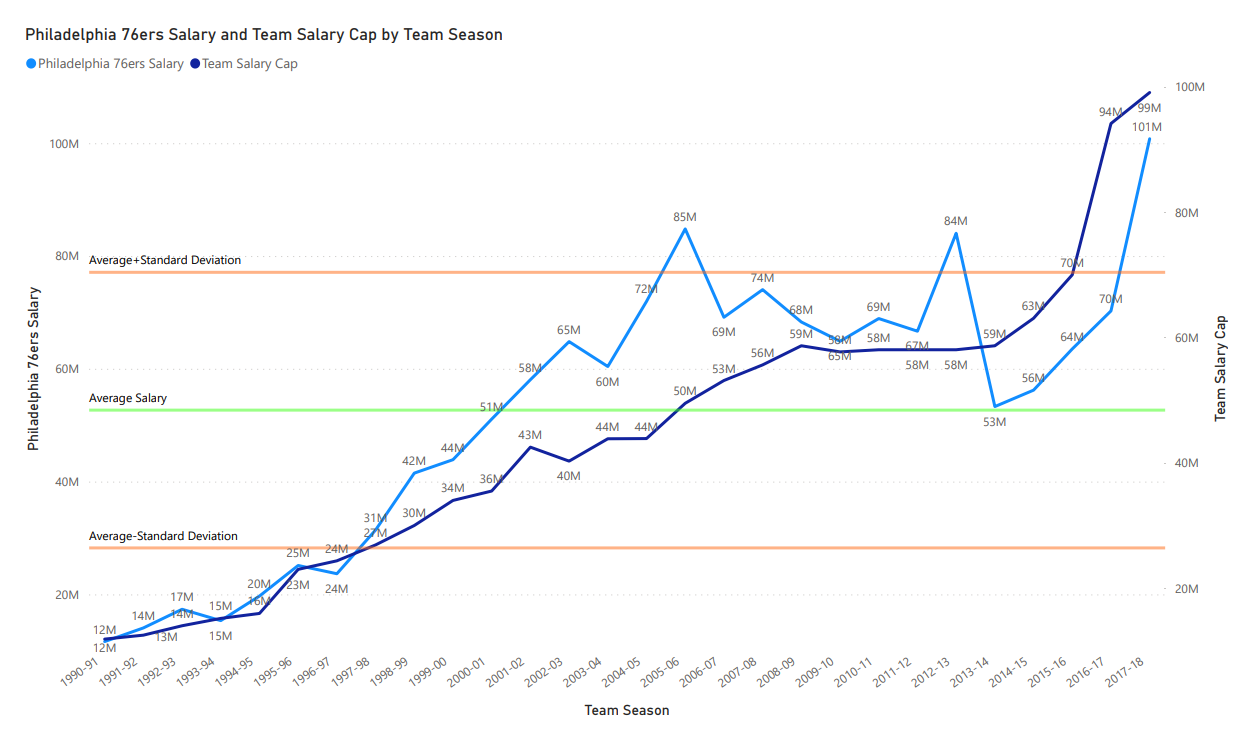 Philadelphia 76ers Salary and Team Salary Cap by Team Season
Philadelphia 76ers Salary Team Salary Cap
100M
80M
60M
40M
20M
Philadelphia 76ers Salary
100M
80M
60M
40M
20M
Team Salary Cap
Average+Standard Deviation
Average Salary
Average-Standard Deviation
12M
14M
17M
15M
20M
25M
24M
31M
42M
44M
51M
58M
65M
60M
72M
85M
69M
74M
68M
65M
69M
67M
84M
53M
56M
64M
70M
101M
12M
13M
14M
15M
16M
23M
24M
27M
30M
34M
36M
43M
40M
44M
44M
50M
53M
56M
59M
58M
58M
58M
58M
59M
63M
70M
94M
99M
1990-91
1991-92
1992-93
1993-94
1994-95
1995-96
1996-97
1997-98
1998-99
1999-00
2000-01
2001-02
2002-03
2003-04
2004-05
2005-06
2006-07
2007-08
2008-09
2009-10
2010-11
2011-12
2012-13
2013-14
2014-15
2015-16
2016-17
2017-18
Team Season